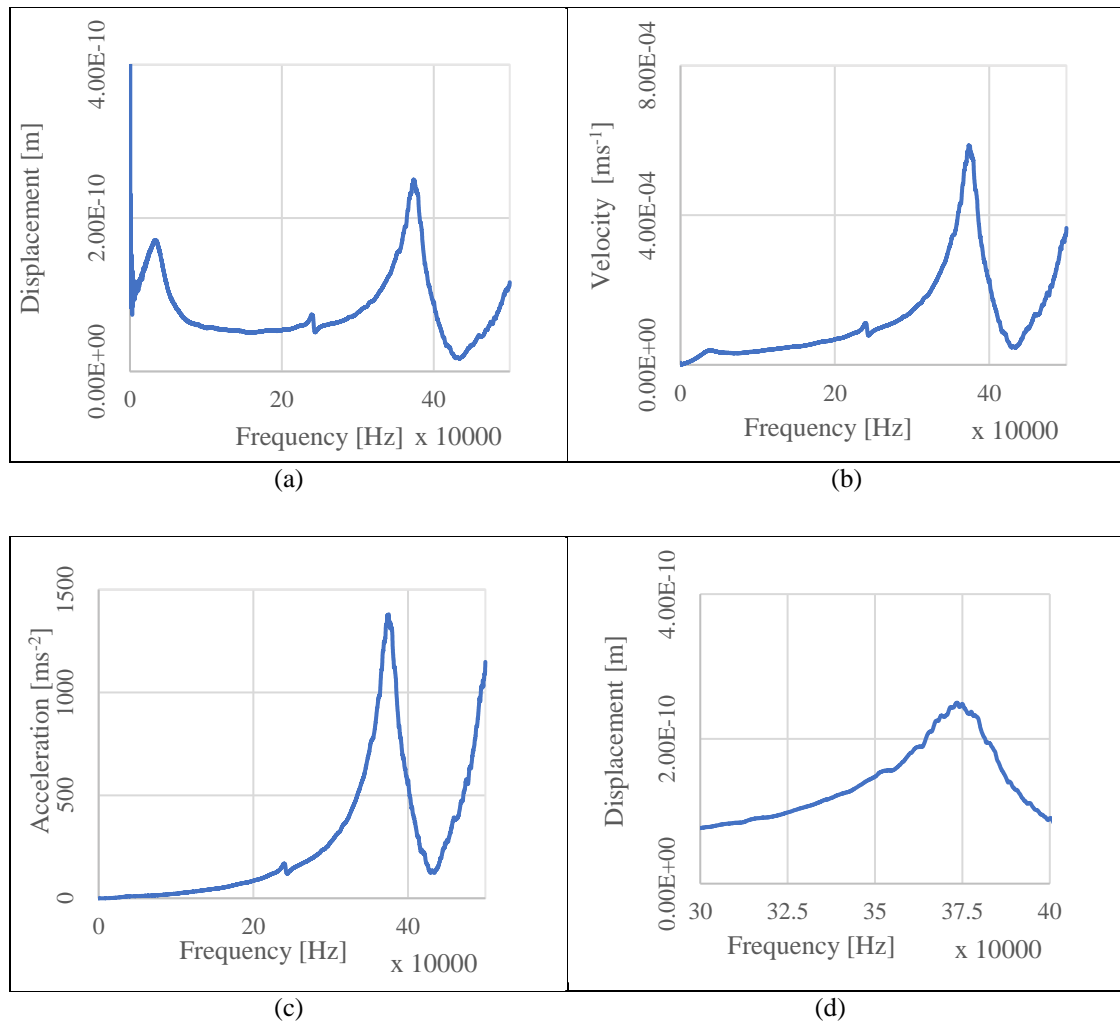 4.00E-10
2.00E-10
0.00E+00
Displacement [m]
0 20 40
Frequency [Hz] x 10000
(a)
8.00E-04
4.00E-04
0.00E+00
Velocity [ms-1]
0 20 40
Frequency [Hz] x 10000
(b)
1500
1000
500
0
Acceleration [ms-2]
0 20 40
Frequency [Hz]
x 10000
(c)
4.00E-10
2.00E-10
0.00E+00
Displacement [m]
30 32.5 35 37.5 40
Frequency [Hz] x 10000
(d)